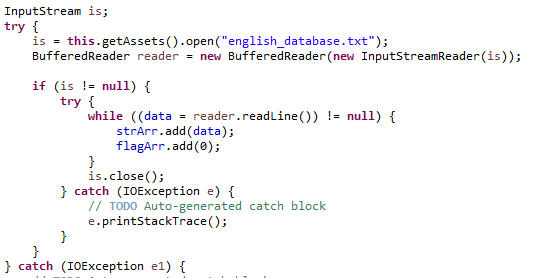 InputStream is;
try {
    is = this.getAssets().open("english_database.txt");
    BufferedReader reader = new BufferedReader(new InputStreamReader(is));

    if (is != null) {
        try {
            while ((data = reader.readLine()) != null) {
                strArr.add(data);
                flagArr.add(0);
            }
            is.close();
        } catch (IOException e) {
            // TODO Auto-generated catch block
            e.printStackTrace();
        }
    }
} catch (IOException e1) {